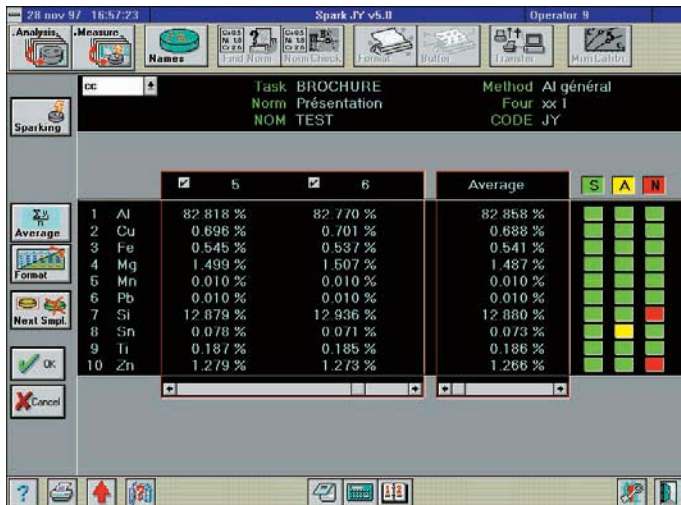 28 nov 97 16:57:23 Spark JY v5.0 Operator 9
Analysis Measure
Names Find Norm Norm Check Format Buffer Transfer Mm Calibr.
cc Task BROCHURE Method Al général
Norm Présentation Four xx I
NOM TEST CODE JY
Sparking
5 6 Average S A N
1 Al 82.818 % 82.770 % 82.858 %
2 Cu 0.696 % 0.701 % 0.688 %
3 Fe 0.545 % 0.537 % 0.541 %
4 Mg 1.499 % 1.507 % 1.487 %
5 Mn 0.010 % 0.010 % 0.010 %
6 Pb 0.010 % 0.010 % 0.010 %
7 Si 12.879 % 12.936 % 12.880 %
8 Sn 0.078 % 0.071 % 0.073 %
9 Ti 0.187 % 0.185 % 0.186 %
10 Zn 1.279 % 1.273 % 1.266 %
Average
Format
Next Smpl.
OK
Cancel